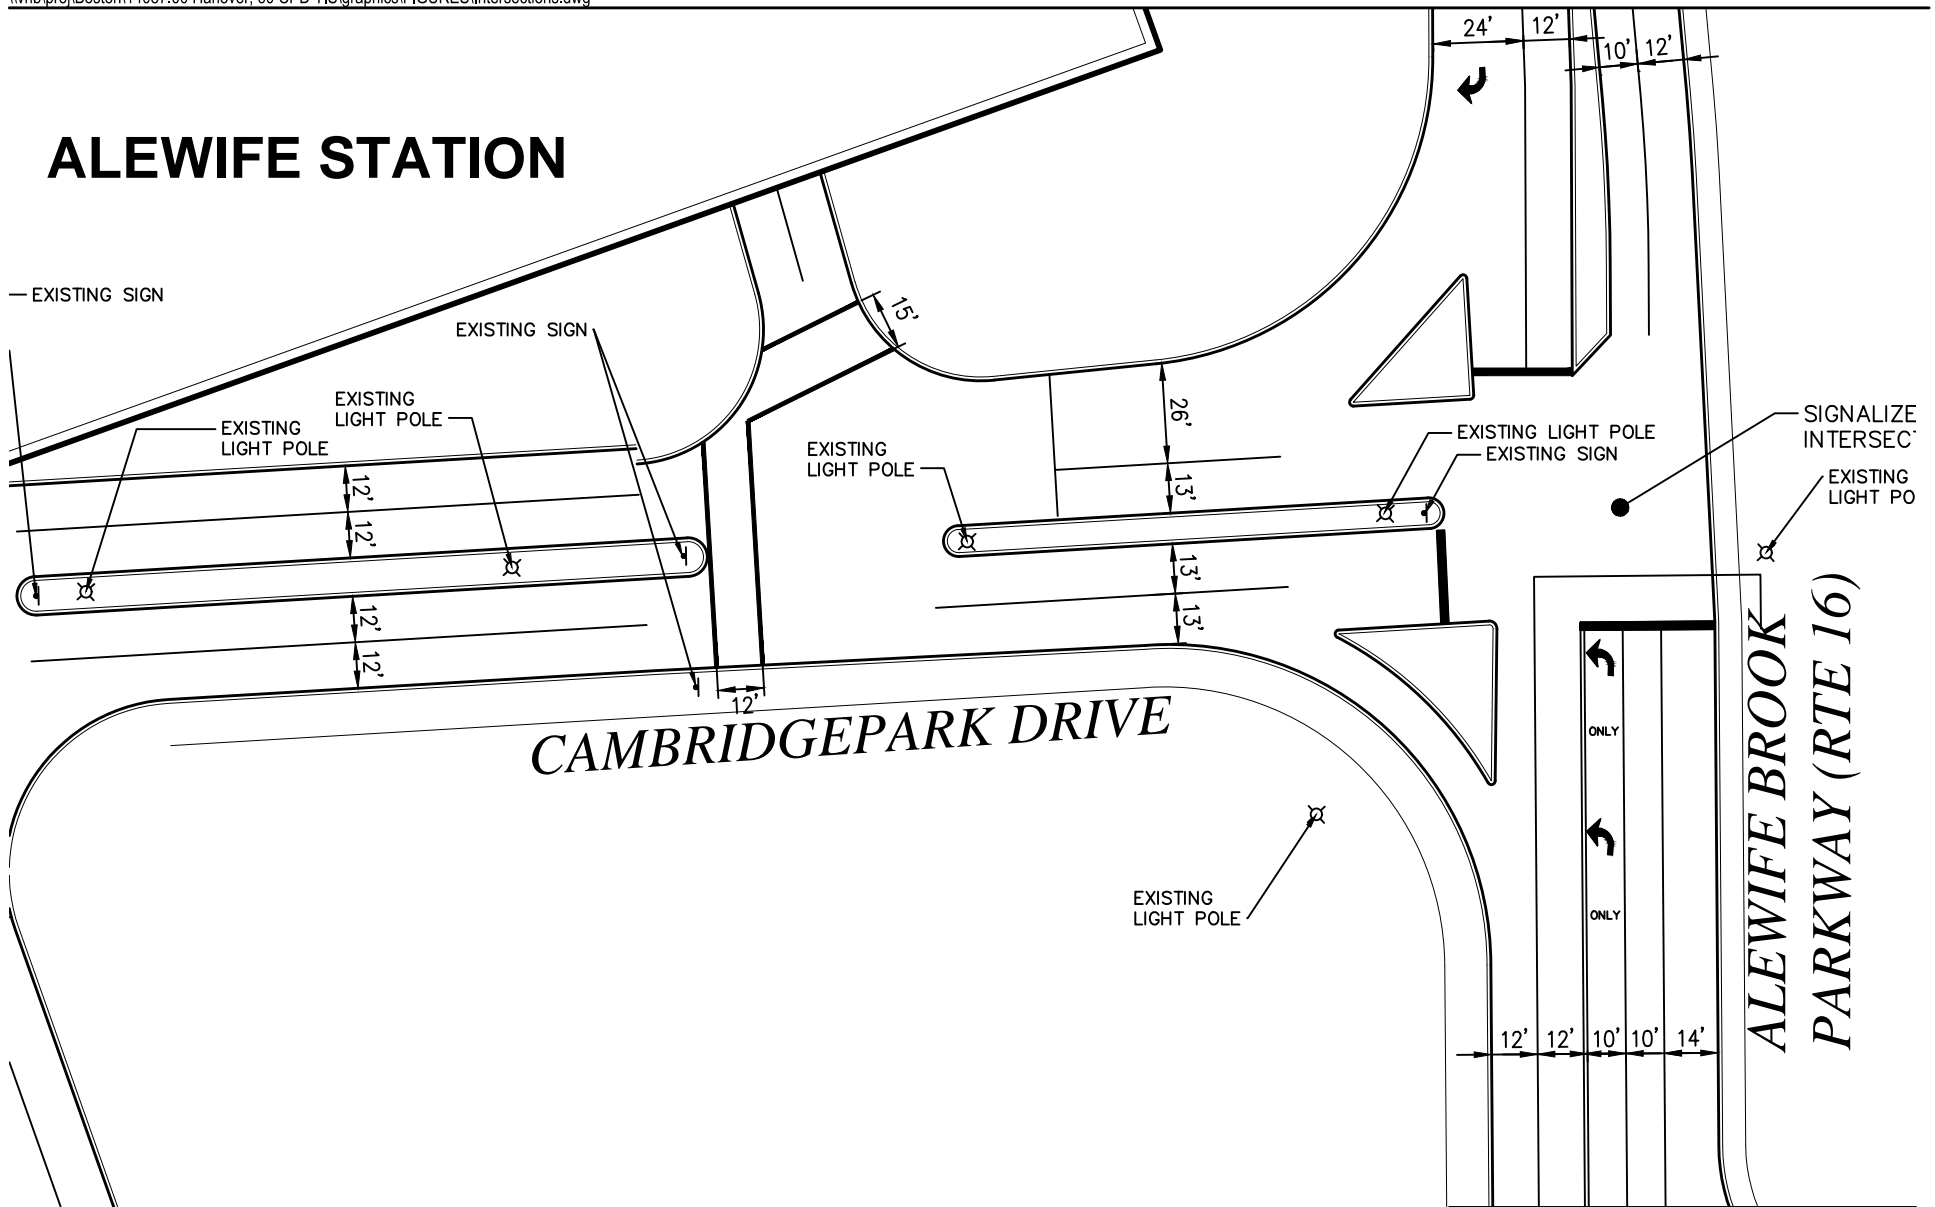 ALEWIFE STATION
24'
12'
10'
12'
EXISTING SIGN
EXISTING SIGN
15'
EXISTING
LIGHT POLE
EXISTING
LIGHT POLE
12'
12'
26'
13'
EXISTING
LIGHT POLE
EXISTING LIGHT POLE
EXISTING SIGN
SIGNALIZE
INTERSEC
EXISTING
LIGHT PO
13'
13'
12'
12'
12'
CAMBRIDGEPARK DRIVE
ONLY
ONLY
EXISTING
LIGHT POLE
ALEWIFE BROOK
PARKWAY (RTE 16)
12'
12'
10'
10'
14'